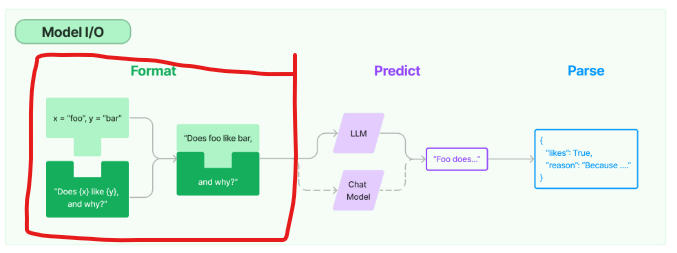 Model I/O
Format
Predict
Parse
x = "foo", y = "bar"
"Does {x} like {y},
and why?"
"Does foo like bar,
and why?"
LLM
Chat
Model
"Foo does..."
{
"likes": True,
"reason": "Because ...."
}